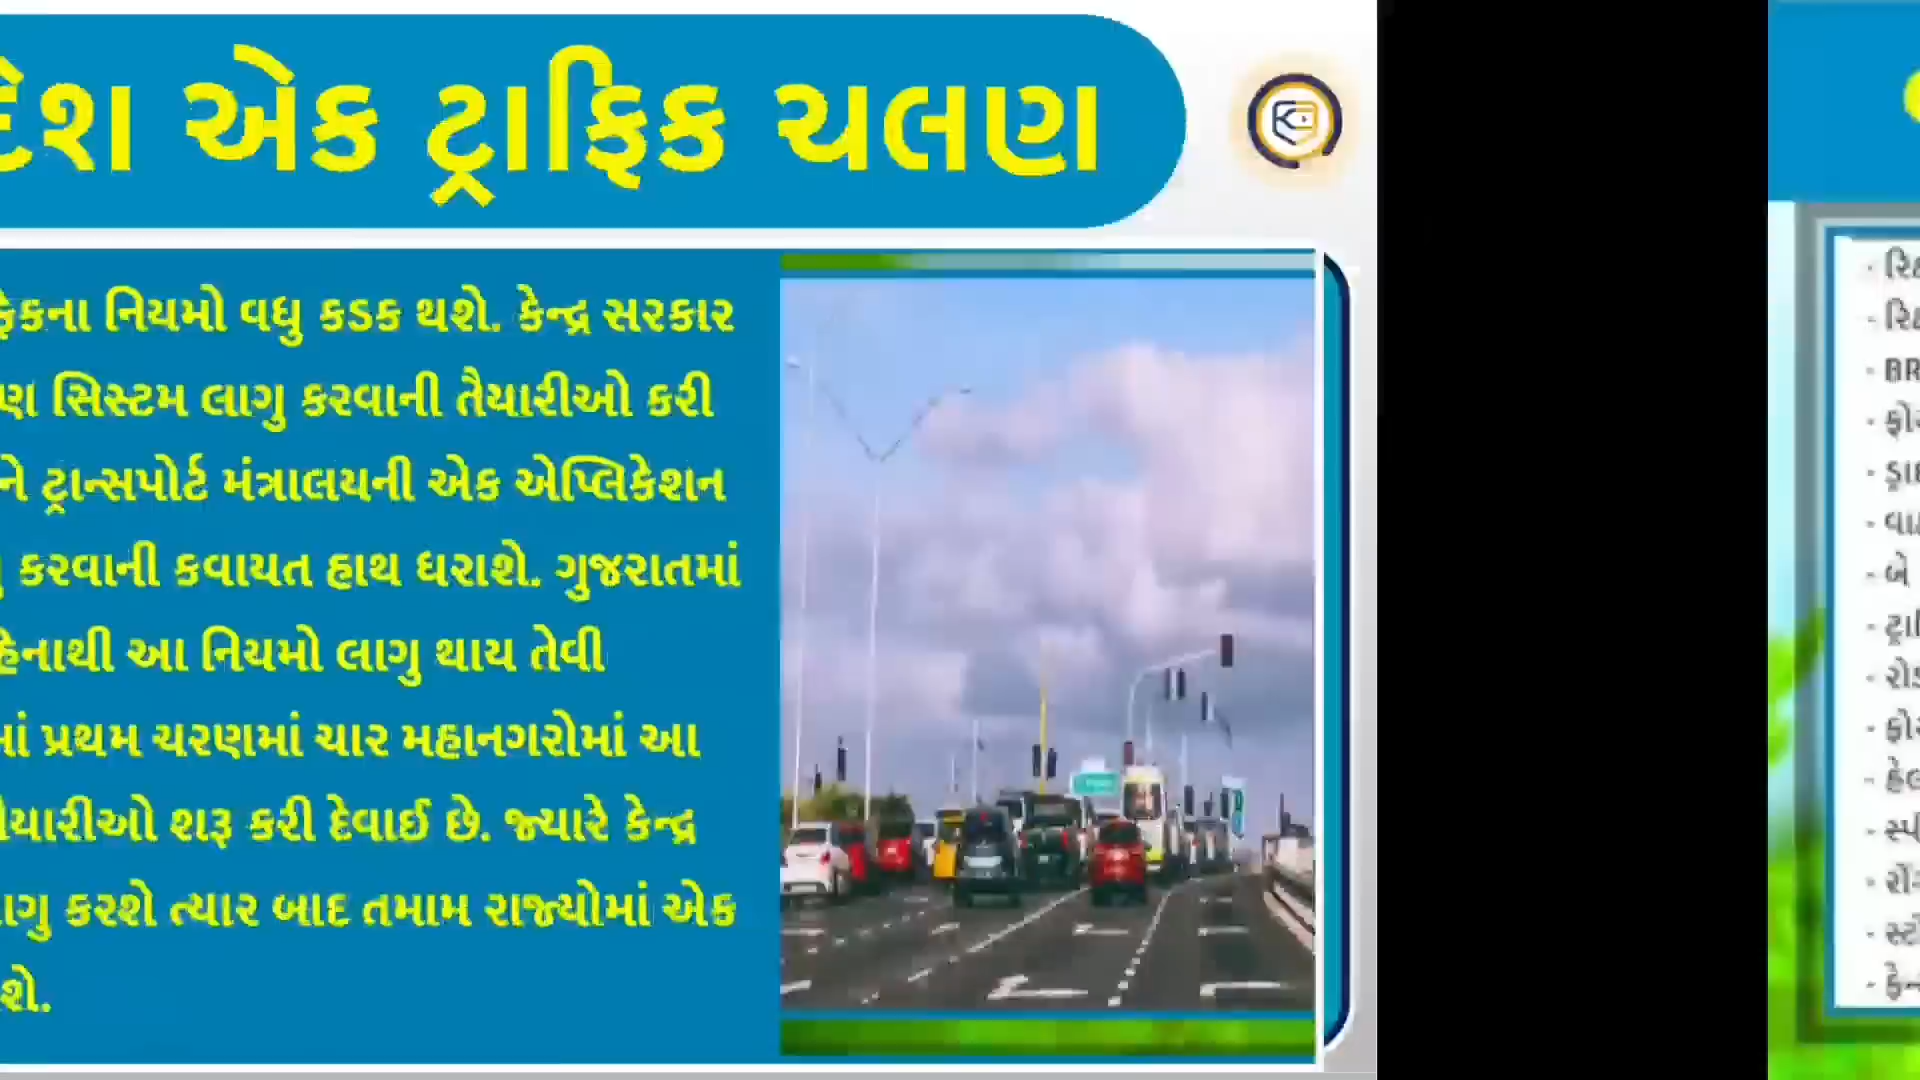 દેશ એક ટ્રાફિક ચલણ
ફિકના નિયમો વધુ કડક થશે. કેન્દ્ર સરકાર
ણ સિસ્ટમ લાગુ કરવાની તૈયારીઓ કરી
ને ટ્રાન્સપોર્ટ મંત્રાલયની એક એપ્લિકેશન
કરવાની કવાયત હાથ ધરાશે. ગુજરાતમાં
હિનાથી આ નિયમો લાગુ થાય તેવી
માં પ્રથમ ચરણમાં ચાર મહાનગરોમાં આ
તૈયારીઓ શરૂ કરી દેવાઈ છે. જ્યારે કેન્દ્ર
ાગુ કરશે ત્યાર બાદ તમામ રાજ્યોમાં એક
શે.
- રિ
- રિ
- BR
- ફો
- ડ્રા
- વા
- બે
- ટ્રા
- રો
- ફો
- હેલ
- સ્પી
- રોં
- સ્ટ
- ફેન